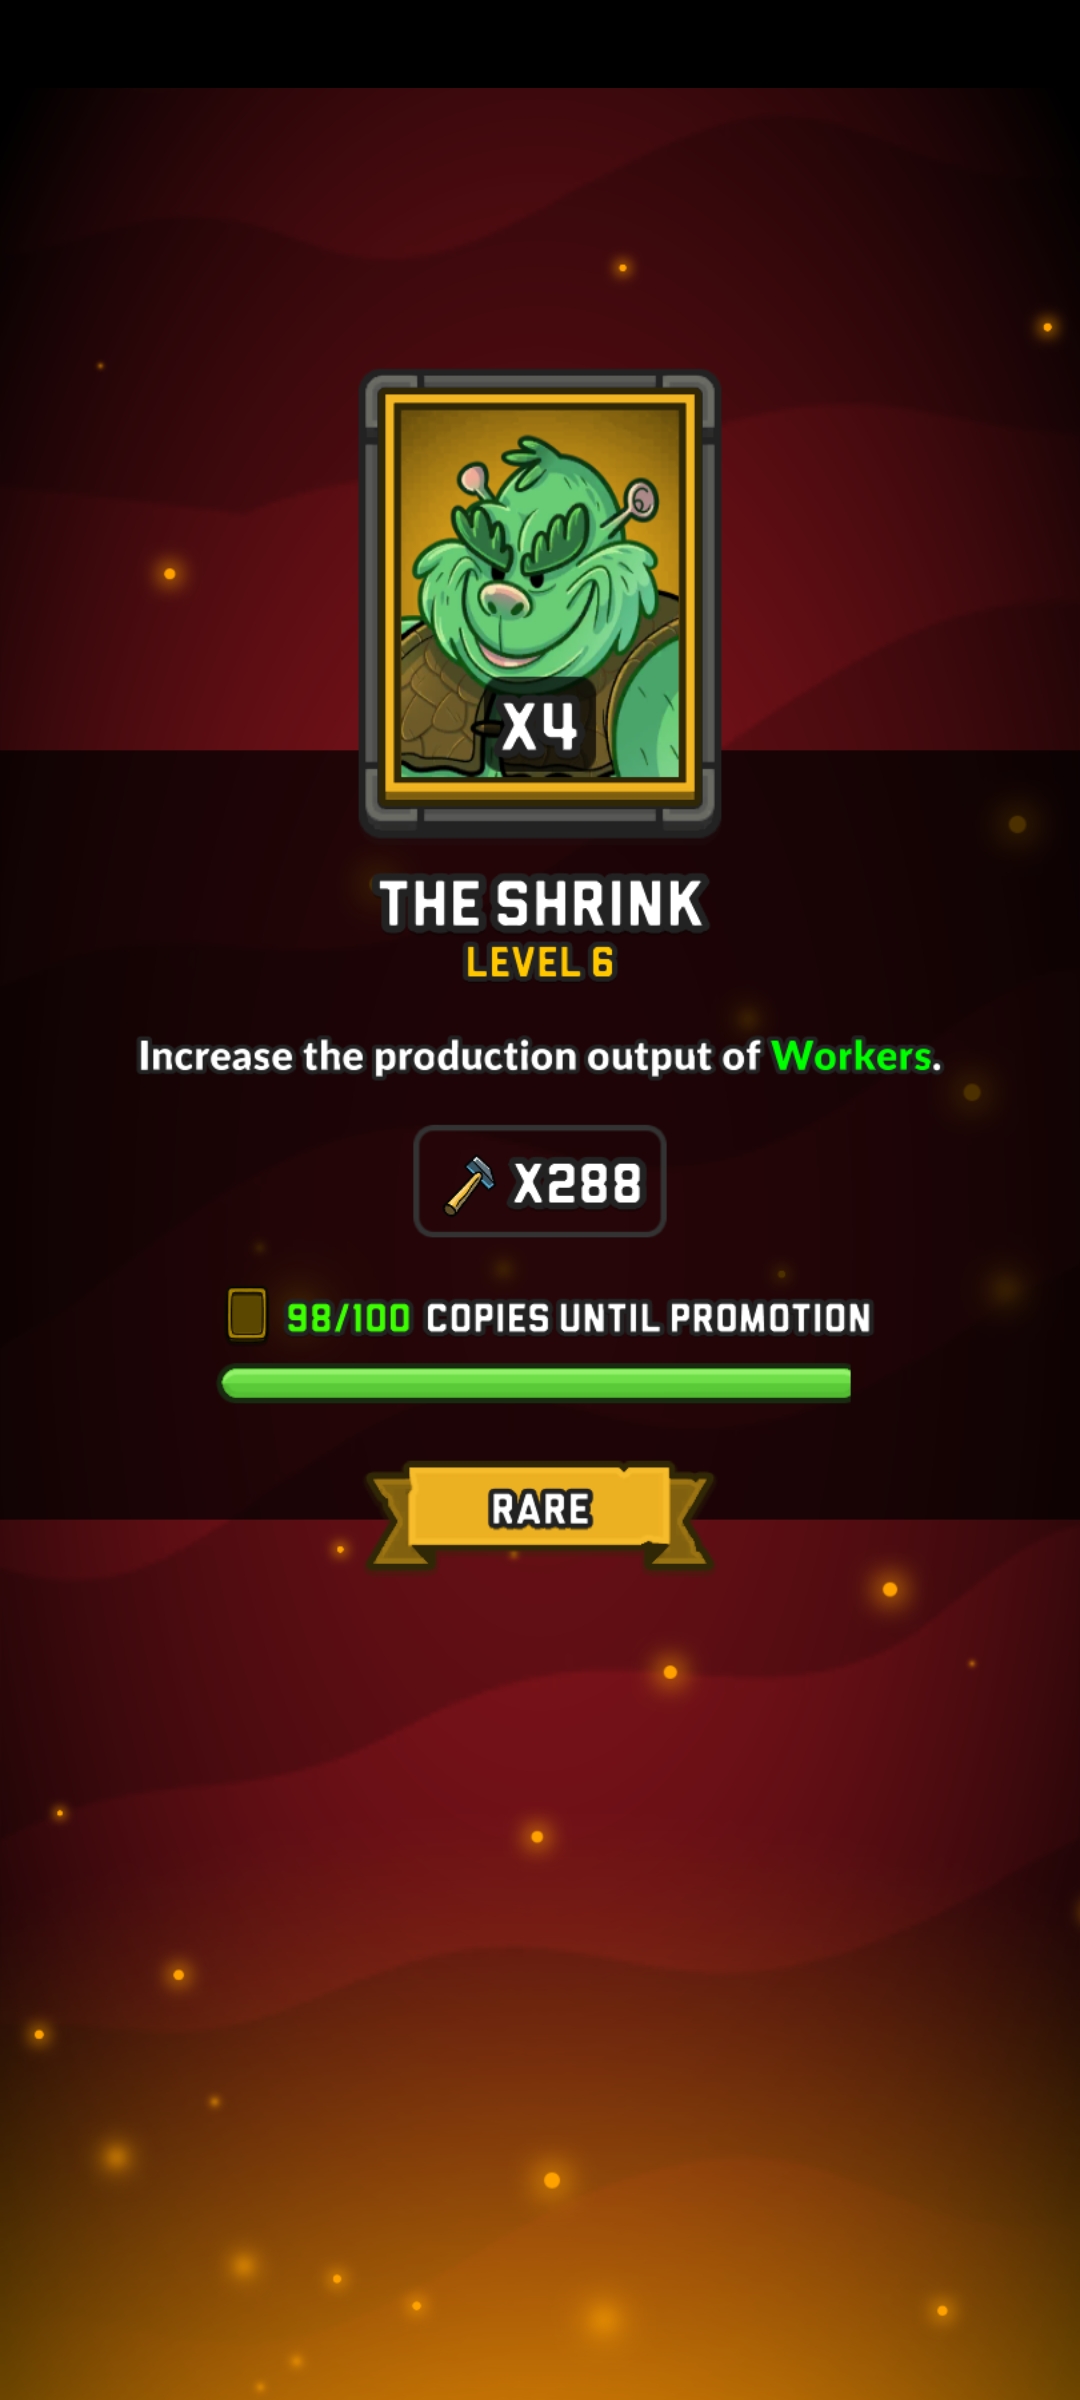 X4
THE SHRINK
LEVEL 6
Increase the production output of Workers.
X288
98/100 COPIES UNTIL PROMOTION
RARE